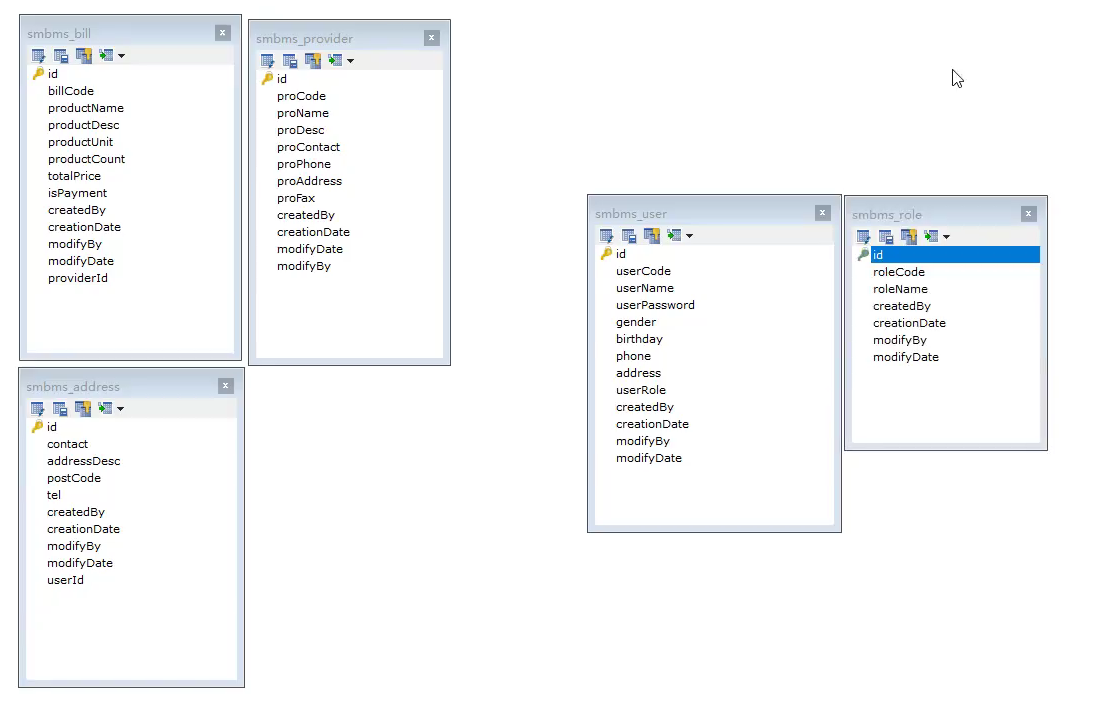 smbms_bill
id
billCode
productName
productDesc
productUnit
productCount
totalPrice
isPayment
createdBy
creationDate
modifyBy
modifyDate
providerId
smbms_provider
id
proCode
proName
proDesc
proContact
proPhone
proAddress
proFax
createdBy
creationDate
modifyDate
modifyBy
smbms_address
id
contact
addressDesc
postCode
tel
createdBy
creationDate
modifyBy
modifyDate
userId
smbms_user
id
userCode
userName
userPassword
gender
birthday
phone
address
userRole
createdBy
creationDate
modifyBy
modifyDate
smbms_role
id
roleCode
roleName
createdBy
creationDate
modifyBy
modifyDate